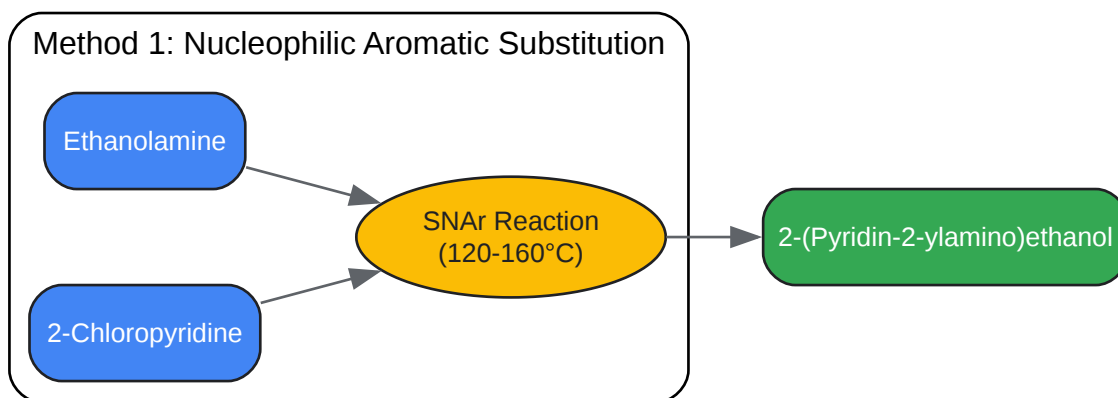 Method 1: Nucleophilic Aromatic Substitution
Ethanolamine
SNAr Reaction
(120-160°C)
2-(Pyridin-2-ylamino)ethanol
2-Chloropyridine